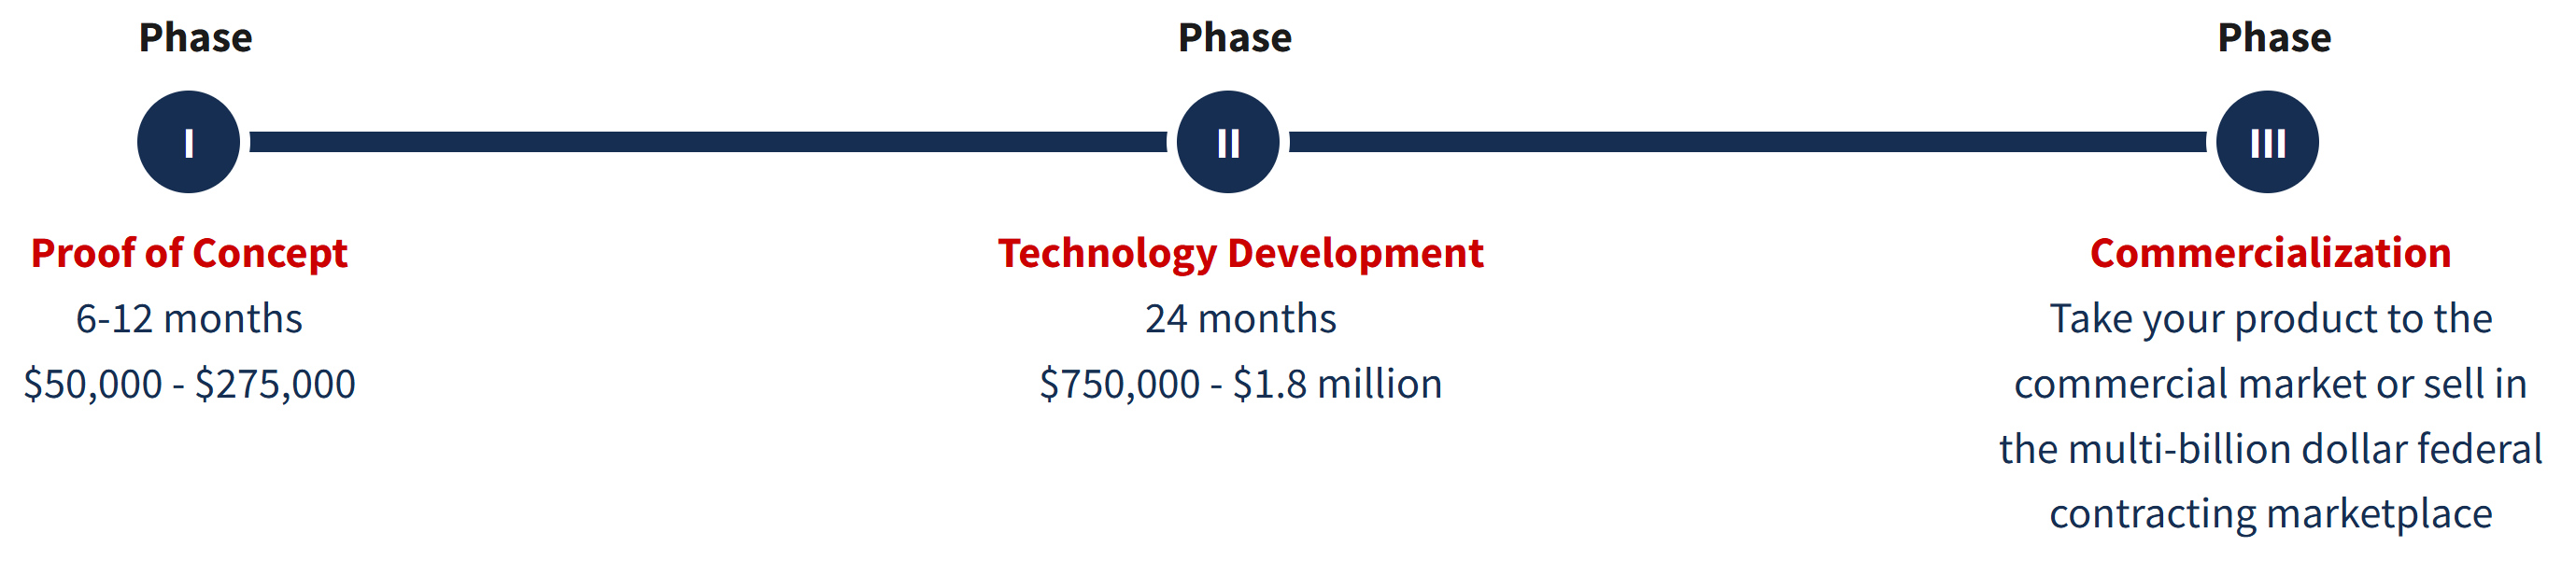 Phase
I
Proof of Concept
6-12 months
$50,000 - $275,000
Phase
II
Technology Development
24 months
$750,000 - $1.8 million
Phase
III
Commercialization
Take your product to the
commercial market or sell in
the multi-billion dollar federal
contracting marketplace